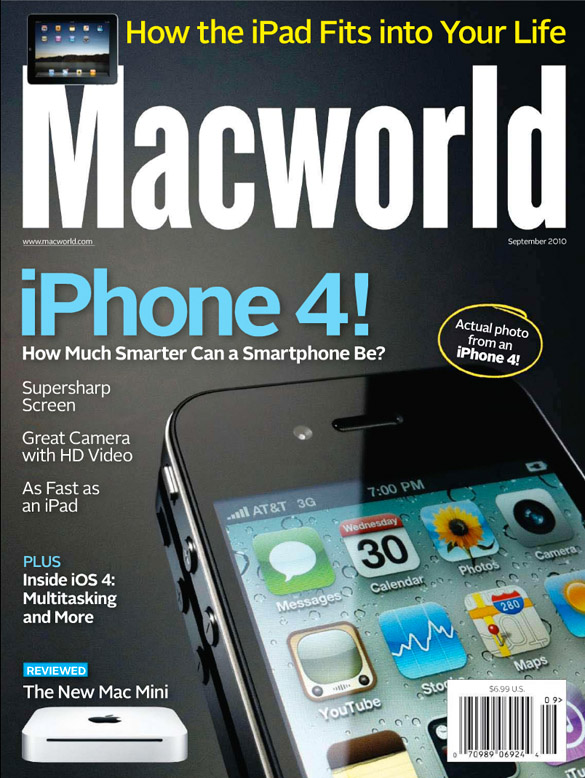 How the iPad Fits into Your Life
Macworld
www.macworld.com
September 2010
iPhone 4!
How Much Smarter Can a Smartphone Be?
Actual photo
from an
iPhone 4!
Supersharp
Screen
Great Camera
with HD Video
As Fast as
an iPad
PLUS
Inside iOS 4:
Multitasking
and More
REVIEWED
The New Mac Mini
AT&T 3G
7:00 PM
Wednesday
30
Messages
Calendar
Photos
Camera
280
YouTube
Maps
$6.99 U.S.
09>
0 70989 06924 4